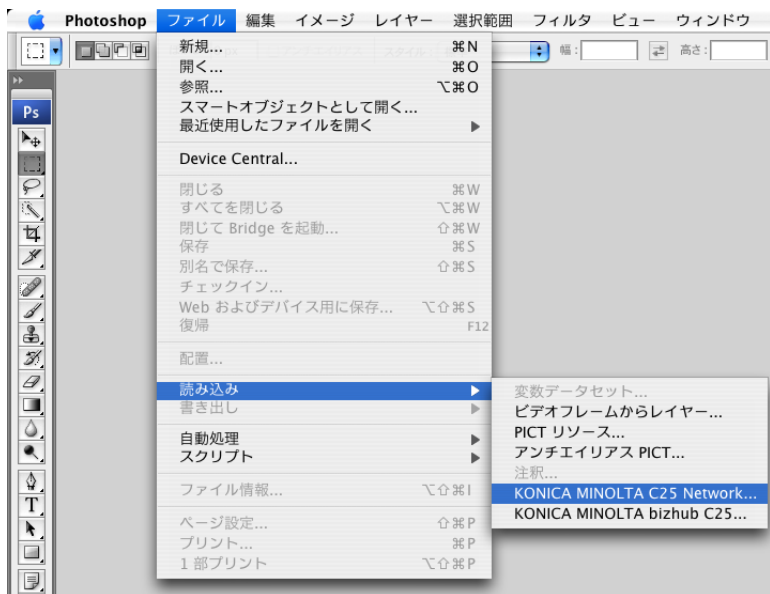 Photoshop ファイル 編集 イメージ レイヤー 選択範囲 フィルタ ビュー ウィンドウ
幅: 高さ:
Ps
新規... ⌘N
開く... ⌘O
参照... ⌥⌘O
スマートオブジェクトとして開く...
最近使用したファイルを開く ▶
Device Central...
閉じる ⌘W
すべてを閉じる ⌥⌘W
閉じて Bridge を起動... ⇧⌘W
保存 ⌘S
別名で保存... ⇧⌘S
チェックイン...
Web およびデバイス用に保存... ⌥⇧⌘S
復帰 F12
配置...
読み込み ▶
書き出し ▶
自動処理 ▶
スクリプト ▶
ファイル情報... ⌥⇧⌘I
ページ設定... ⇧⌘P
プリント... ⌘P
1 部プリント ⌥⇧⌘P
変数データセット...
ビデオフレームからレイヤー...
PICT リソース...
アンチエイリアス PICT...
注釈...
KONICA MINOLTA C25 Network...
KONICA MINOLTA bizhub C25...